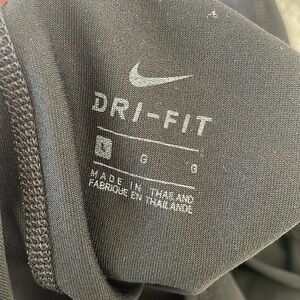 DRI-FIT
L G G
MADE IN THAILAND
FABRIQUÉ EN THAÏLANDE